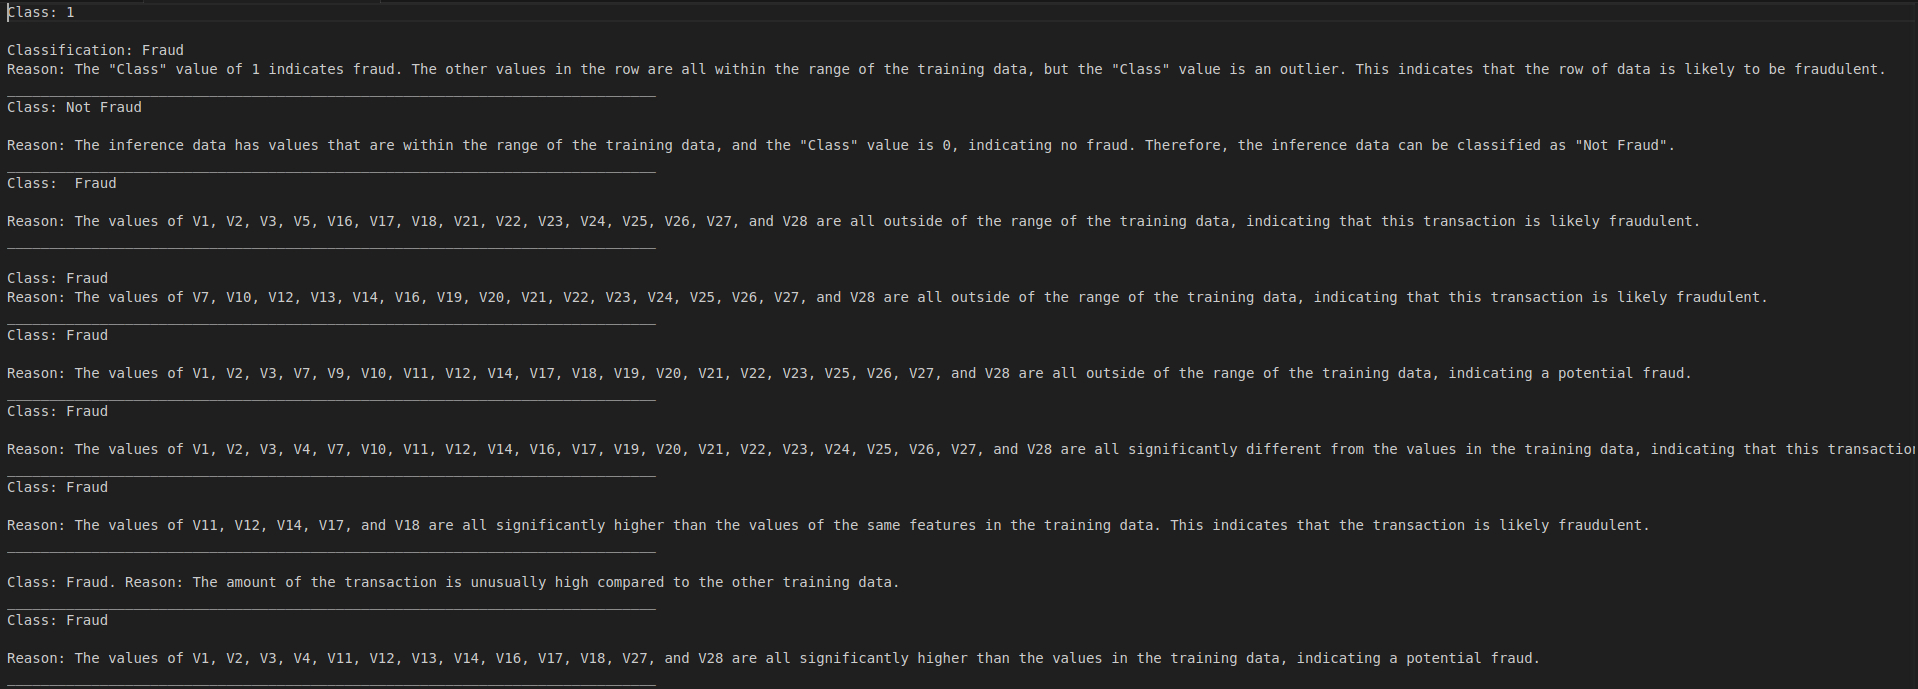 Class: 1
Classification: Fraud
Reason: The "Class" value of 1 indicates fraud. The other values in the row are all within the range of the training data, but the "Class" value is an outlier. This indicates that the row of data is likely to be fraudulent.
_____________________________________________________________________________
Class: Not Fraud
Reason: The inference data has values that are within the range of the training data, and the "Class" value is 0, indicating no fraud. Therefore, the inference data can be classified as "Not Fraud".
_____________________________________________________________________________
Class:  Fraud
Reason: The values of V1, V2, V3, V5, V16, V17, V18, V21, V22, V23, V24, V25, V26, V27, and V28 are all outside of the range of the training data, indicating that this transaction is likely fraudulent.
_____________________________________________________________________________
Class: Fraud
Reason: The values of V7, V10, V12, V13, V14, V16, V19, V20, V21, V22, V23, V24, V25, V26, V27, and V28 are all outside of the range of the training data, indicating that this transaction is likely fraudulent.
_____________________________________________________________________________
Class: Fraud
Reason: The values of V1, V2, V3, V7, V9, V10, V11, V12, V14, V17, V18, V19, V20, V21, V22, V23, V25, V26, V27, and V28 are all outside of the range of the training data, indicating a potential fraud.
_____________________________________________________________________________
Class: Fraud
Reason: The values of V1, V2, V3, V4, V7, V10, V11, V12, V14, V16, V17, V19, V20, V21, V22, V23, V24, V25, V26, V27, and V28 are all significantly different from the values in the training data, indicating that this transaction
_____________________________________________________________________________
Class: Fraud
Reason: The values of V11, V12, V14, V17, and V18 are all significantly higher than the values of the same features in the training data. This indicates that the transaction is likely fraudulent.
_____________________________________________________________________________
Class: Fraud. Reason: The amount of the transaction is unusually high compared to the other training data.
_____________________________________________________________________________
Class: Fraud
Reason: The values of V1, V2, V3, V4, V11, V12, V13, V14, V16, V17, V18, V27, and V28 are all significantly higher than the values in the training data, indicating a potential fraud.
_____________________________________________________________________________